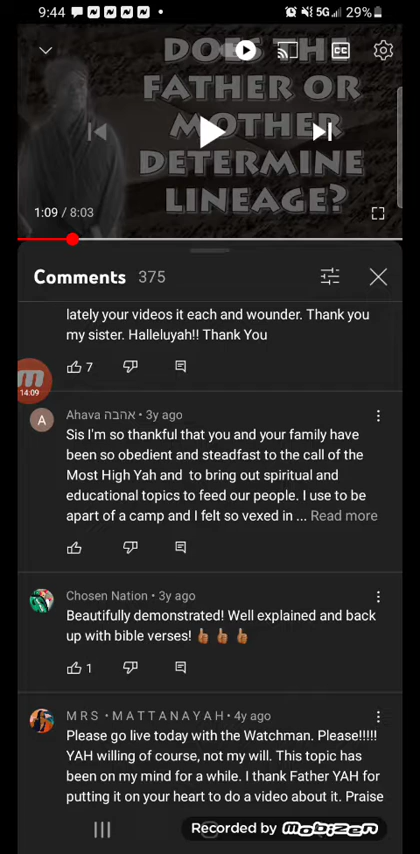 9:44
5G 29%
DOES THE
FATHER OR
MOTHER
DETERMINE
LINEAGE?
CC
1:09 / 8:03
Comments 375
lately your videos it each and wounder. Thank you
my sister. Halleluyah!! Thank You
7
14:09
A
Ahava אהבה • 3y ago
Sis I'm so thankful that you and your family have
been so obedient and steadfast to the call of the
Most High Yah and to bring out spiritual and
educational topics to feed our people. I use to be
apart of a camp and I felt so vexed in ... Read more
Chosen Nation • 3y ago
Beautifully demonstrated! Well explained and back
up with bible verses! 👆🏾👆🏾👆🏾
1
M R S • M A T T A N A Y A H • 4y ago
Please go live today with the Watchman. Please!!!!!
YAH willing of course, not my will. This topic has
been on my mind for a while. I thank Father YAH for
putting it on your heart to do a video about it. Praise
Recorded by mobizen